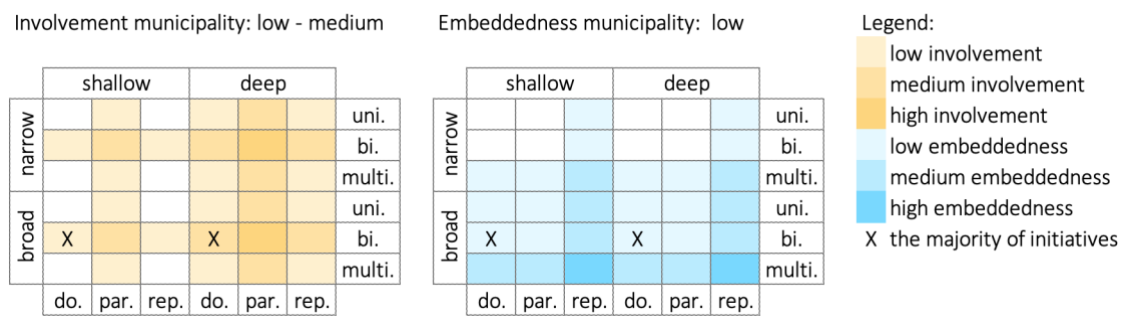 Involvement municipality: low - medium
Embeddedness municipality: low
Legend:
low involvement
medium involvement
high involvement
low embeddedness
medium embeddedness
high embeddedness
X the majority of initiatives
shallow deep
narrow
uni.
bi.
multi.
broad
uni.
X X bi.
multi.
do. par. rep. do. par. rep.
shallow deep
narrow
uni.
bi.
multi.
broad
uni.
X X bi.
multi.
do. par. rep. do. par. rep.